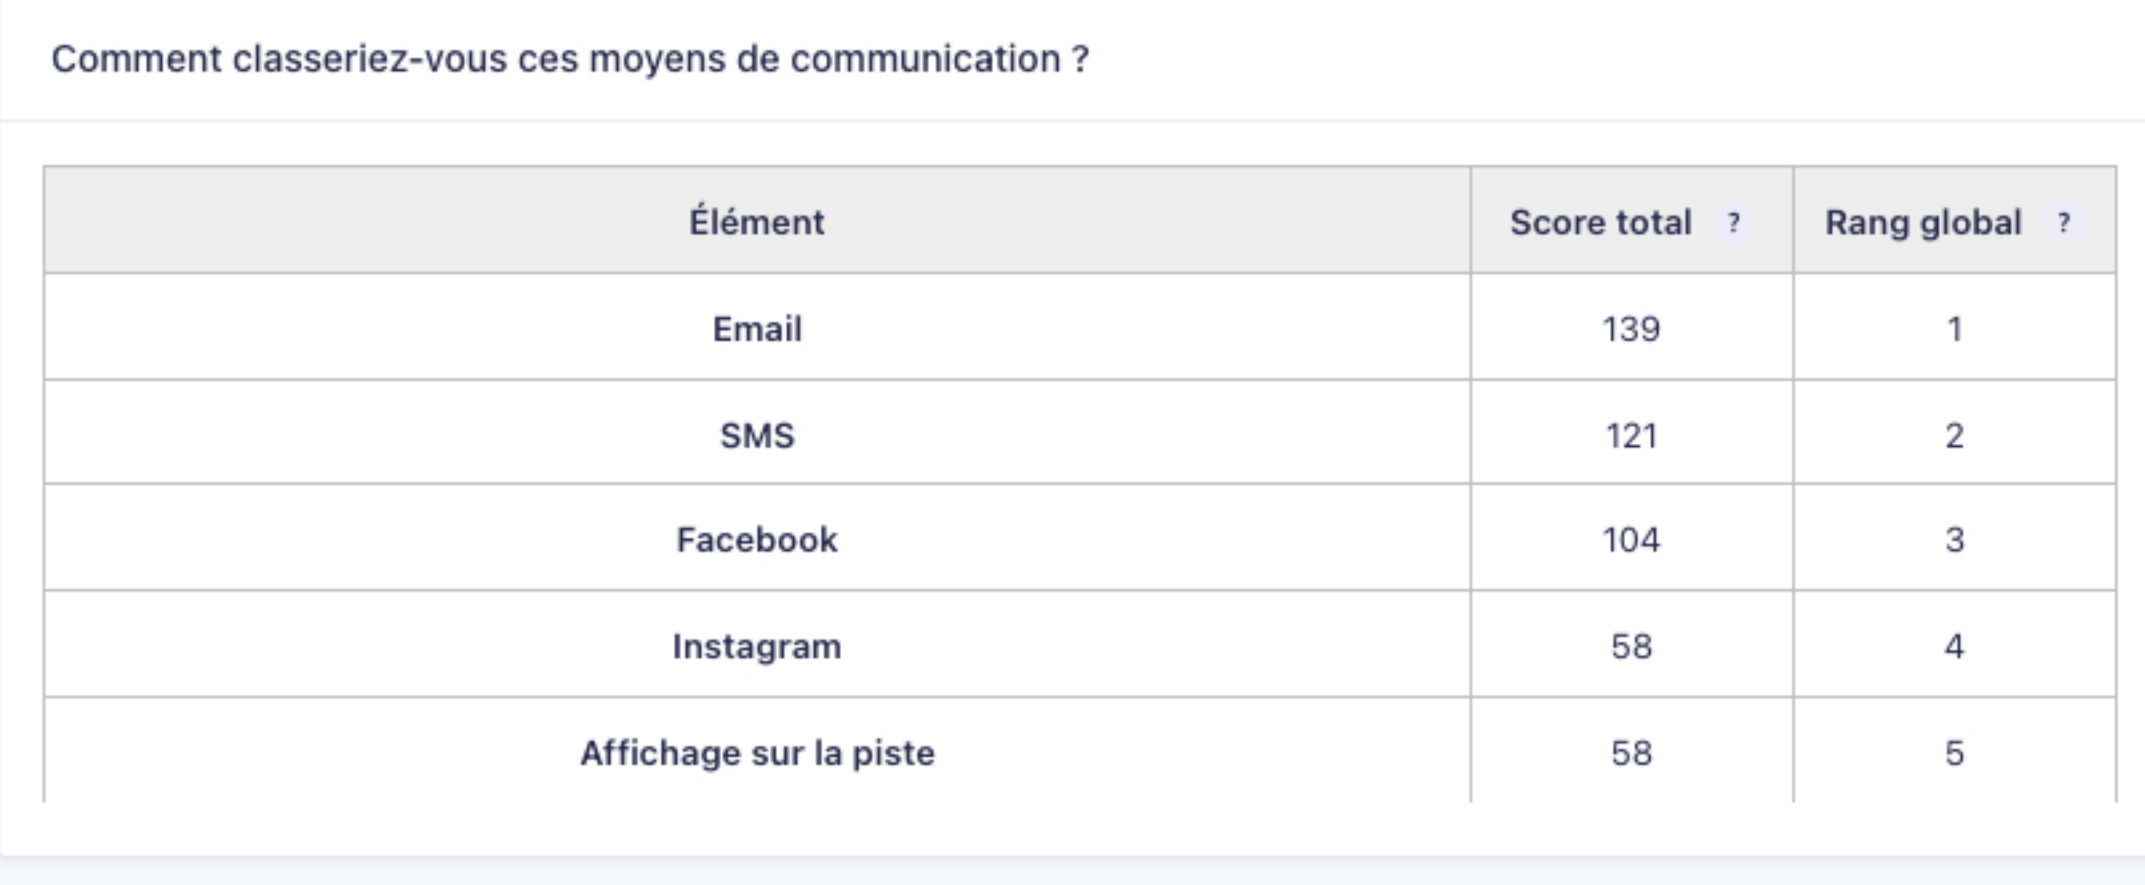 Comment classeriez-vous ces moyens de communication ?
Élément Score total ? Rang global ?
Email 139 1
SMS 121 2
Facebook 104 3
Instagram 58 4
Affichage sur la piste 58 5